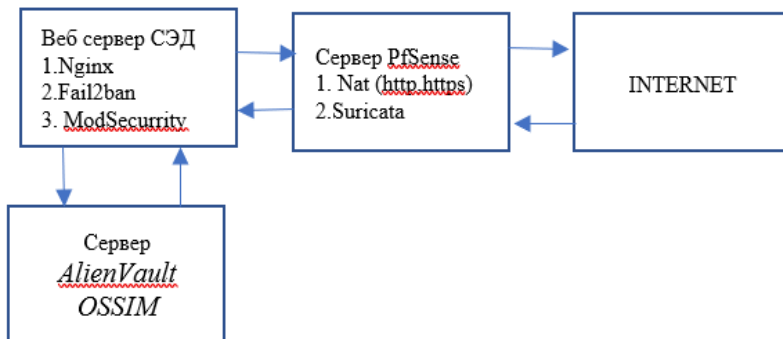 Веб сервер СЭД
1.Nginx
2.Fail2ban
3. ModSecurrity
Сервер PfSense
1. Nat (http.https)
2.Suricata
INTERNET
Сервер
AlienVault
OSSIM